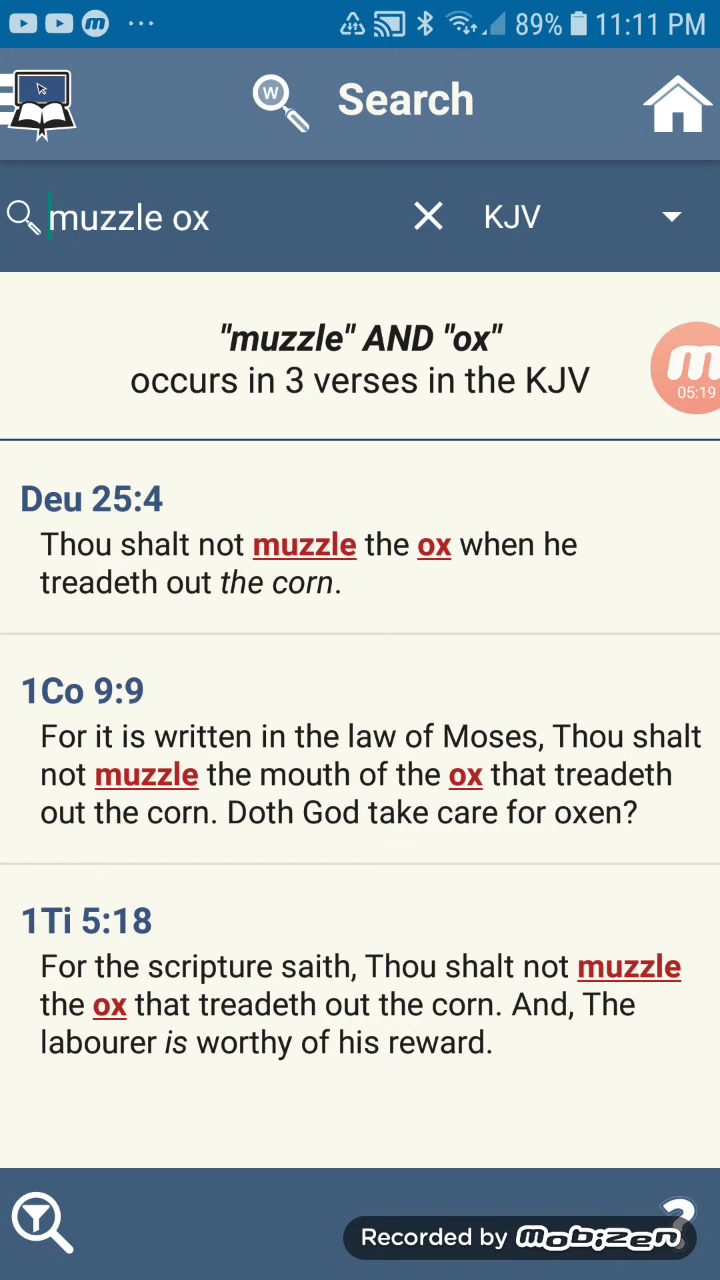 89% 11:11 PM
W Search
muzzle ox KJV
"muzzle" AND "ox"
occurs in 3 verses in the KJV
m
05:19
Deu 25:4
Thou shalt not muzzle the ox when he
treadeth out the corn.
1Co 9:9
For it is written in the law of Moses, Thou shalt
not muzzle the mouth of the ox that treadeth
out the corn. Doth God take care for oxen?
1Ti 5:18
For the scripture saith, Thou shalt not muzzle
the ox that treadeth out the corn. And, The
labourer is worthy of his reward.
?
Recorded by mobizen